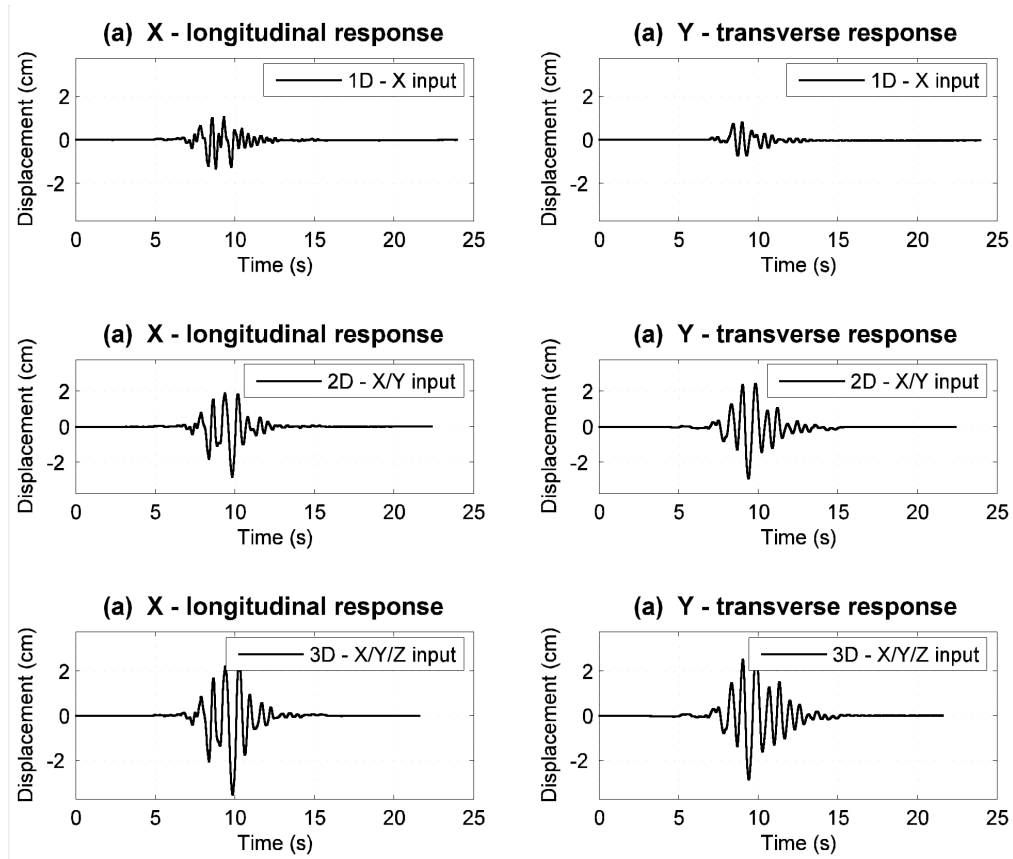 (a) X - longitudinal response
Displacement (cm)
2
0
-2
1D - X input
0 5 10 15 20 25
Time (s)
(a) Y - transverse response
Displacement (cm)
2
0
-2
1D - X input
0 5 10 15 20 25
Time (s)
(a) X - longitudinal response
Displacement (cm)
2
0
-2
2D - X/Y input
0 5 10 15 20 25
Time (s)
(a) Y - transverse response
Displacement (cm)
2
0
-2
2D - X/Y input
0 5 10 15 20 25
Time (s)
(a) X - longitudinal response
Displacement (cm)
2
0
-2
3D - X/Y/Z input
0 5 10 15 20 25
Time (s)
(a) Y - transverse response
Displacement (cm)
2
0
-2
3D - X/Y/Z input
0 5 10 15 20 25
Time (s)